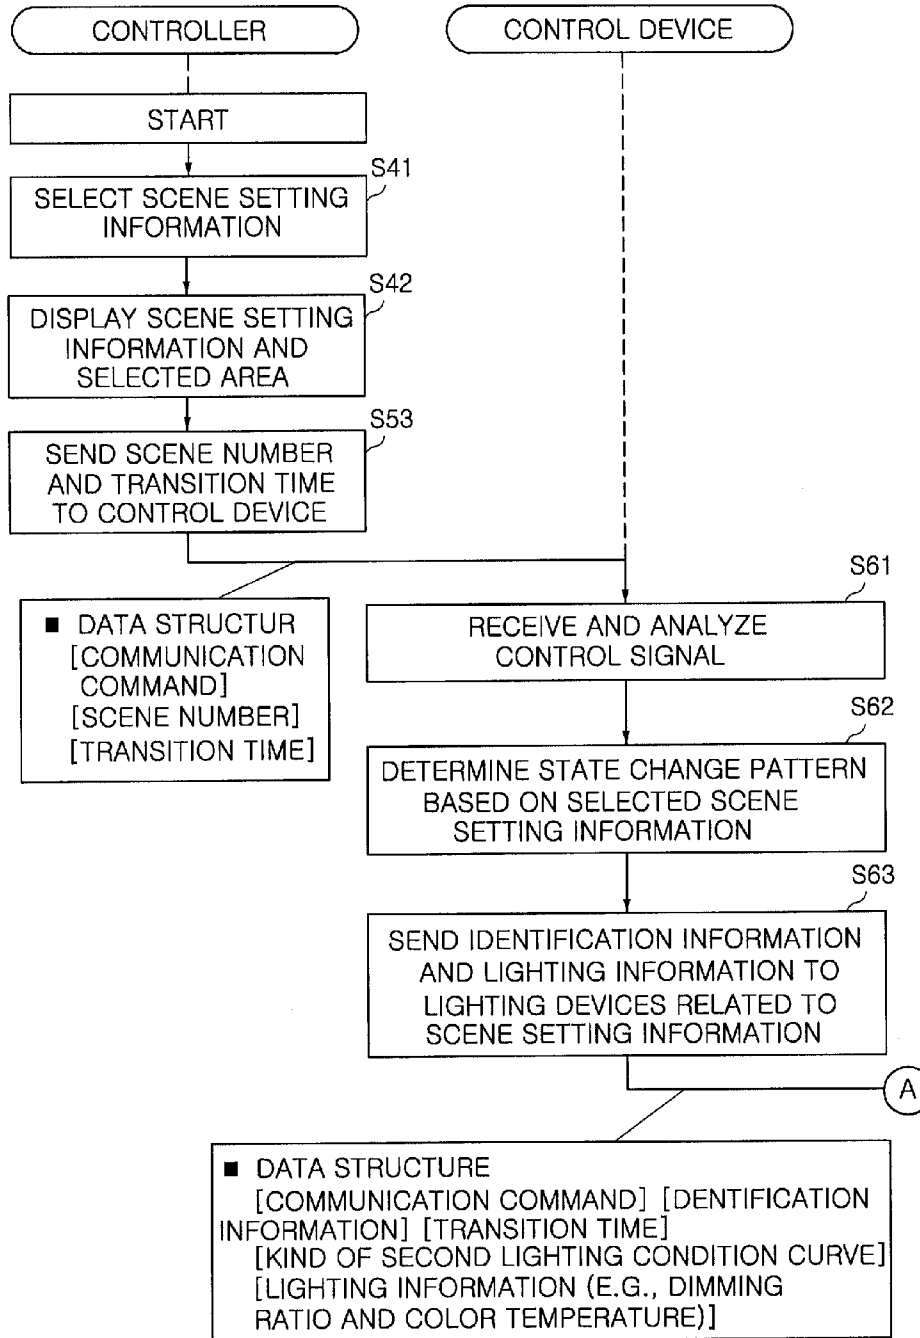 CONTROLLER
CONTROL DEVICE
START
S41
SELECT SCENE SETTING
INFORMATION
S42
DISPLAY SCENE SETTING
INFORMATION AND
SELECTED AREA
S53
SEND SCENE NUMBER
AND TRANSITION TIME
TO CONTROL DEVICE
■ DATA STRUCTUR
[COMMUNICATION
COMMAND]
[SCENE NUMBER]
[TRANSITION TIME]
S61
RECEIVE AND ANALYZE
CONTROL SIGNAL
S62
DETERMINE STATE CHANGE PATTERN
BASED ON SELECTED SCENE
SETTING INFORMATION
S63
SEND IDENTIFICATION INFORMATION
AND LIGHTING INFORMATION TO
LIGHTING DEVICES RELATED TO
SCENE SETTING INFORMATION
A
■ DATA STRUCTURE
[COMMUNICATION COMMAND] [DENTIFICATION
INFORMATION] [TRANSITION TIME]
[KIND OF SECOND LIGHTING CONDITION CURVE]
[LIGHTING INFORMATION (E.G., DIMMING
RATIO AND COLOR TEMPERATURE)]